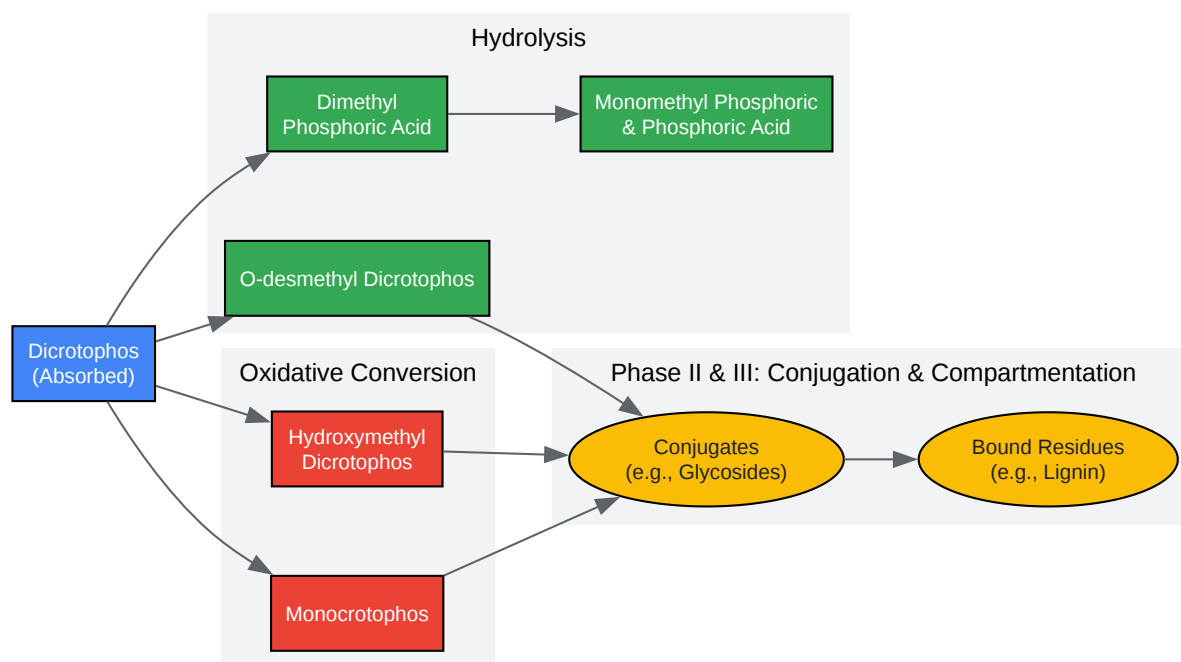 Hydrolysis
Dimethyl
Phosphoric Acid
Monomethyl Phosphoric
& Phosphoric Acid
O-desmethyl Dicrotophos
Dicrotophos
(Absorbed)
Oxidative Conversion
Hydroxymethyl
Dicrotophos
Monocrotophos
Phase II & III: Conjugation & Compartmentation
Conjugates
(e.g., Glycosides)
Bound Residues
(e.g., Lignin)